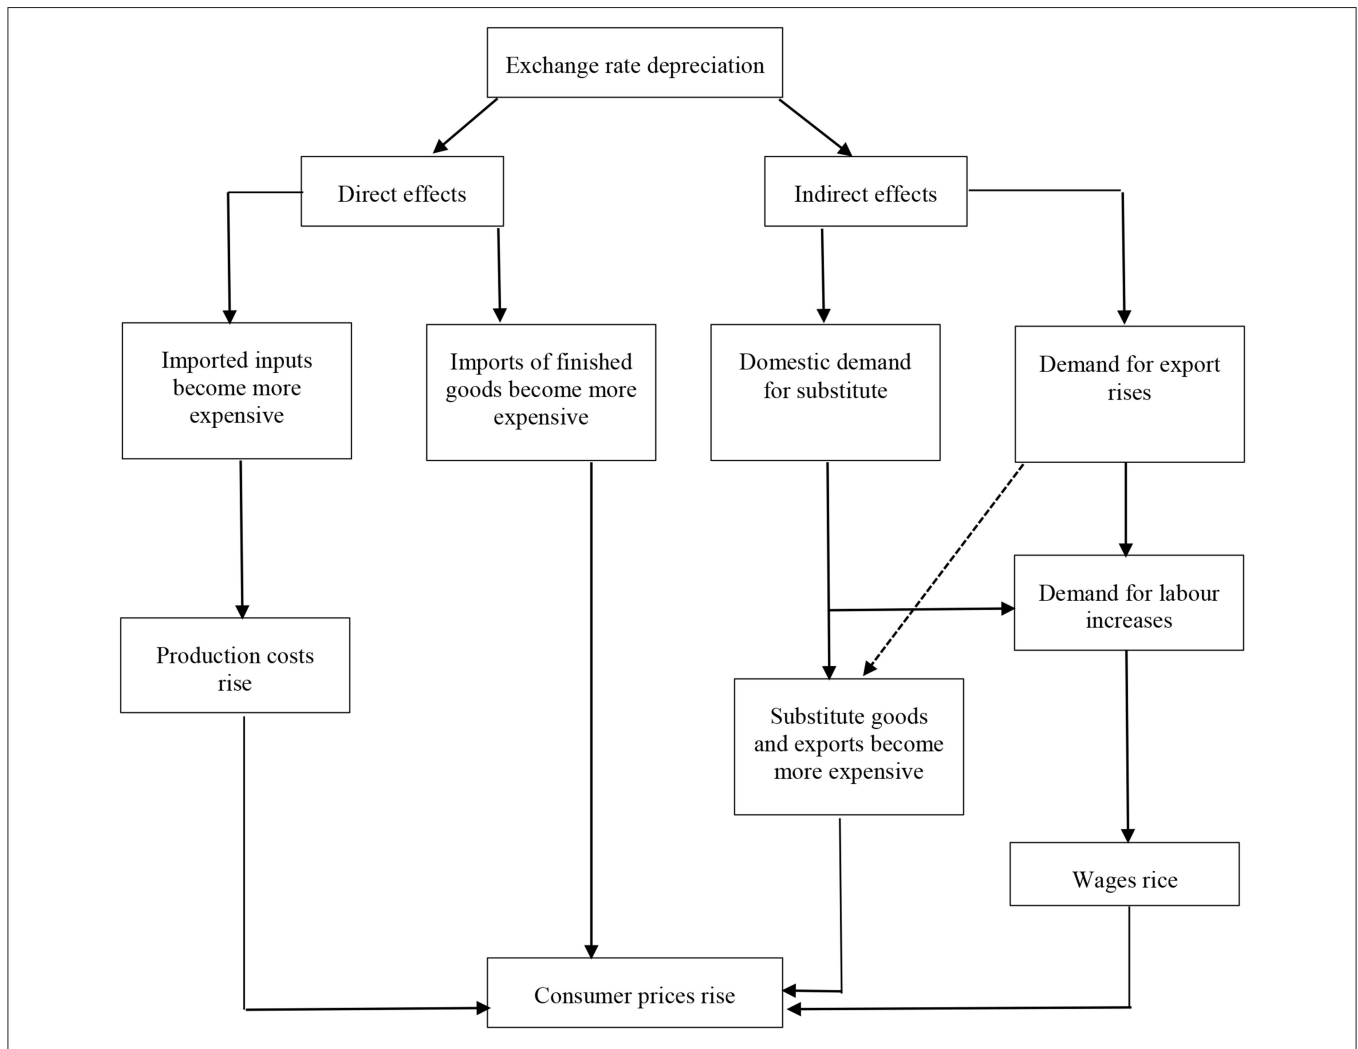 Exchange rate depreciation
Direct effects
Indirect effects
Imported inputs
become more
expensive
Imports of finished
goods become more
expensive
Domestic demand
for substitute
Demand for export
rises
Demand for labour
increases
Production costs
rise
Substitute goods
and exports become
more expensive
Wages rice
Consumer prices rise